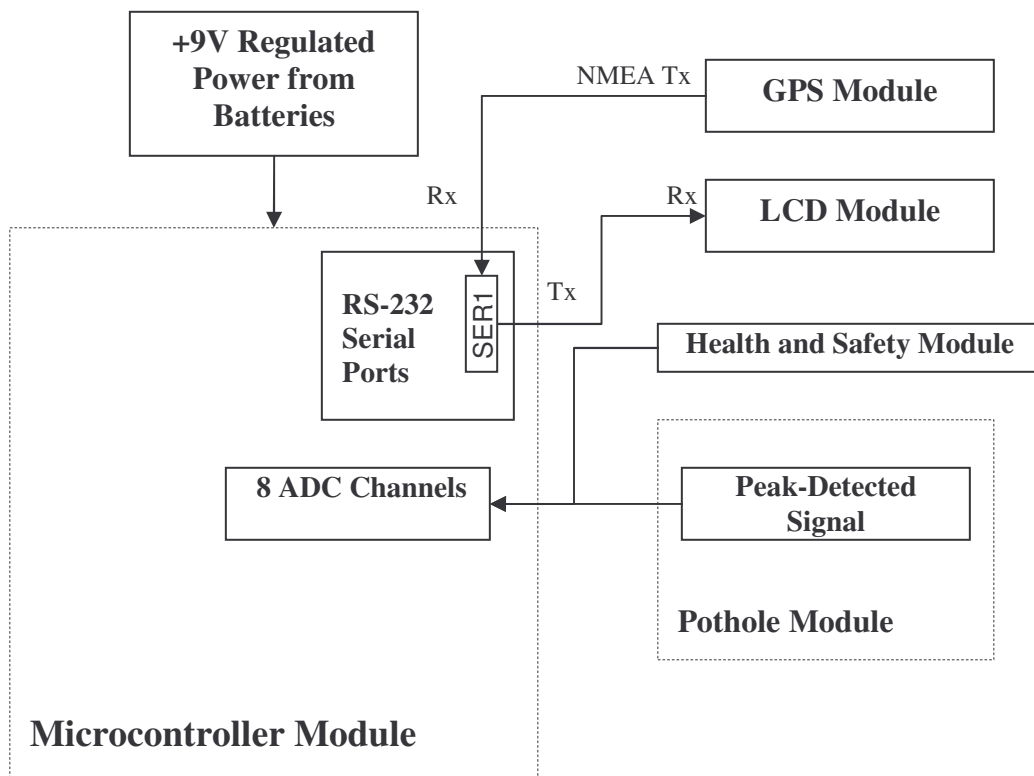 +9V Regulated
Power from
Batteries
NMEA Tx
GPS Module
Rx
Rx
LCD Module
RS-232
Serial
Ports
SER1
Tx
Health and Safety Module
8 ADC Channels
Peak-Detected
Signal
Pothole Module
Microcontroller Module